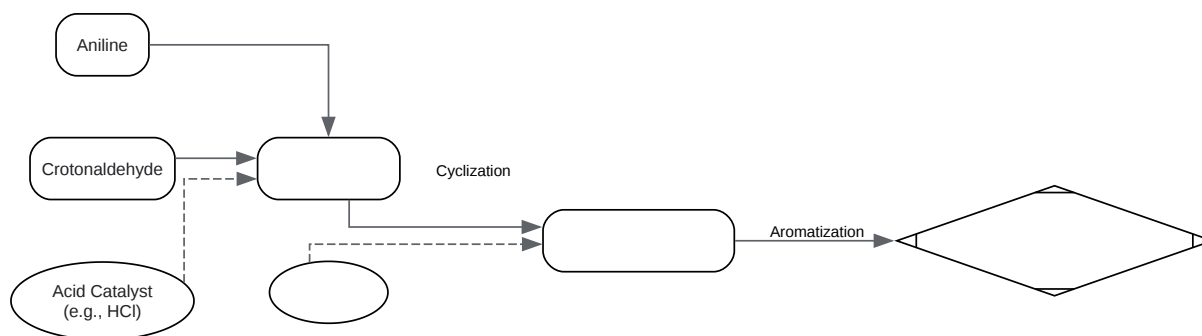 Aniline
Crotonaldehyde
Cyclization
Aromatization
Acid Catalyst
(e.g., HCl)